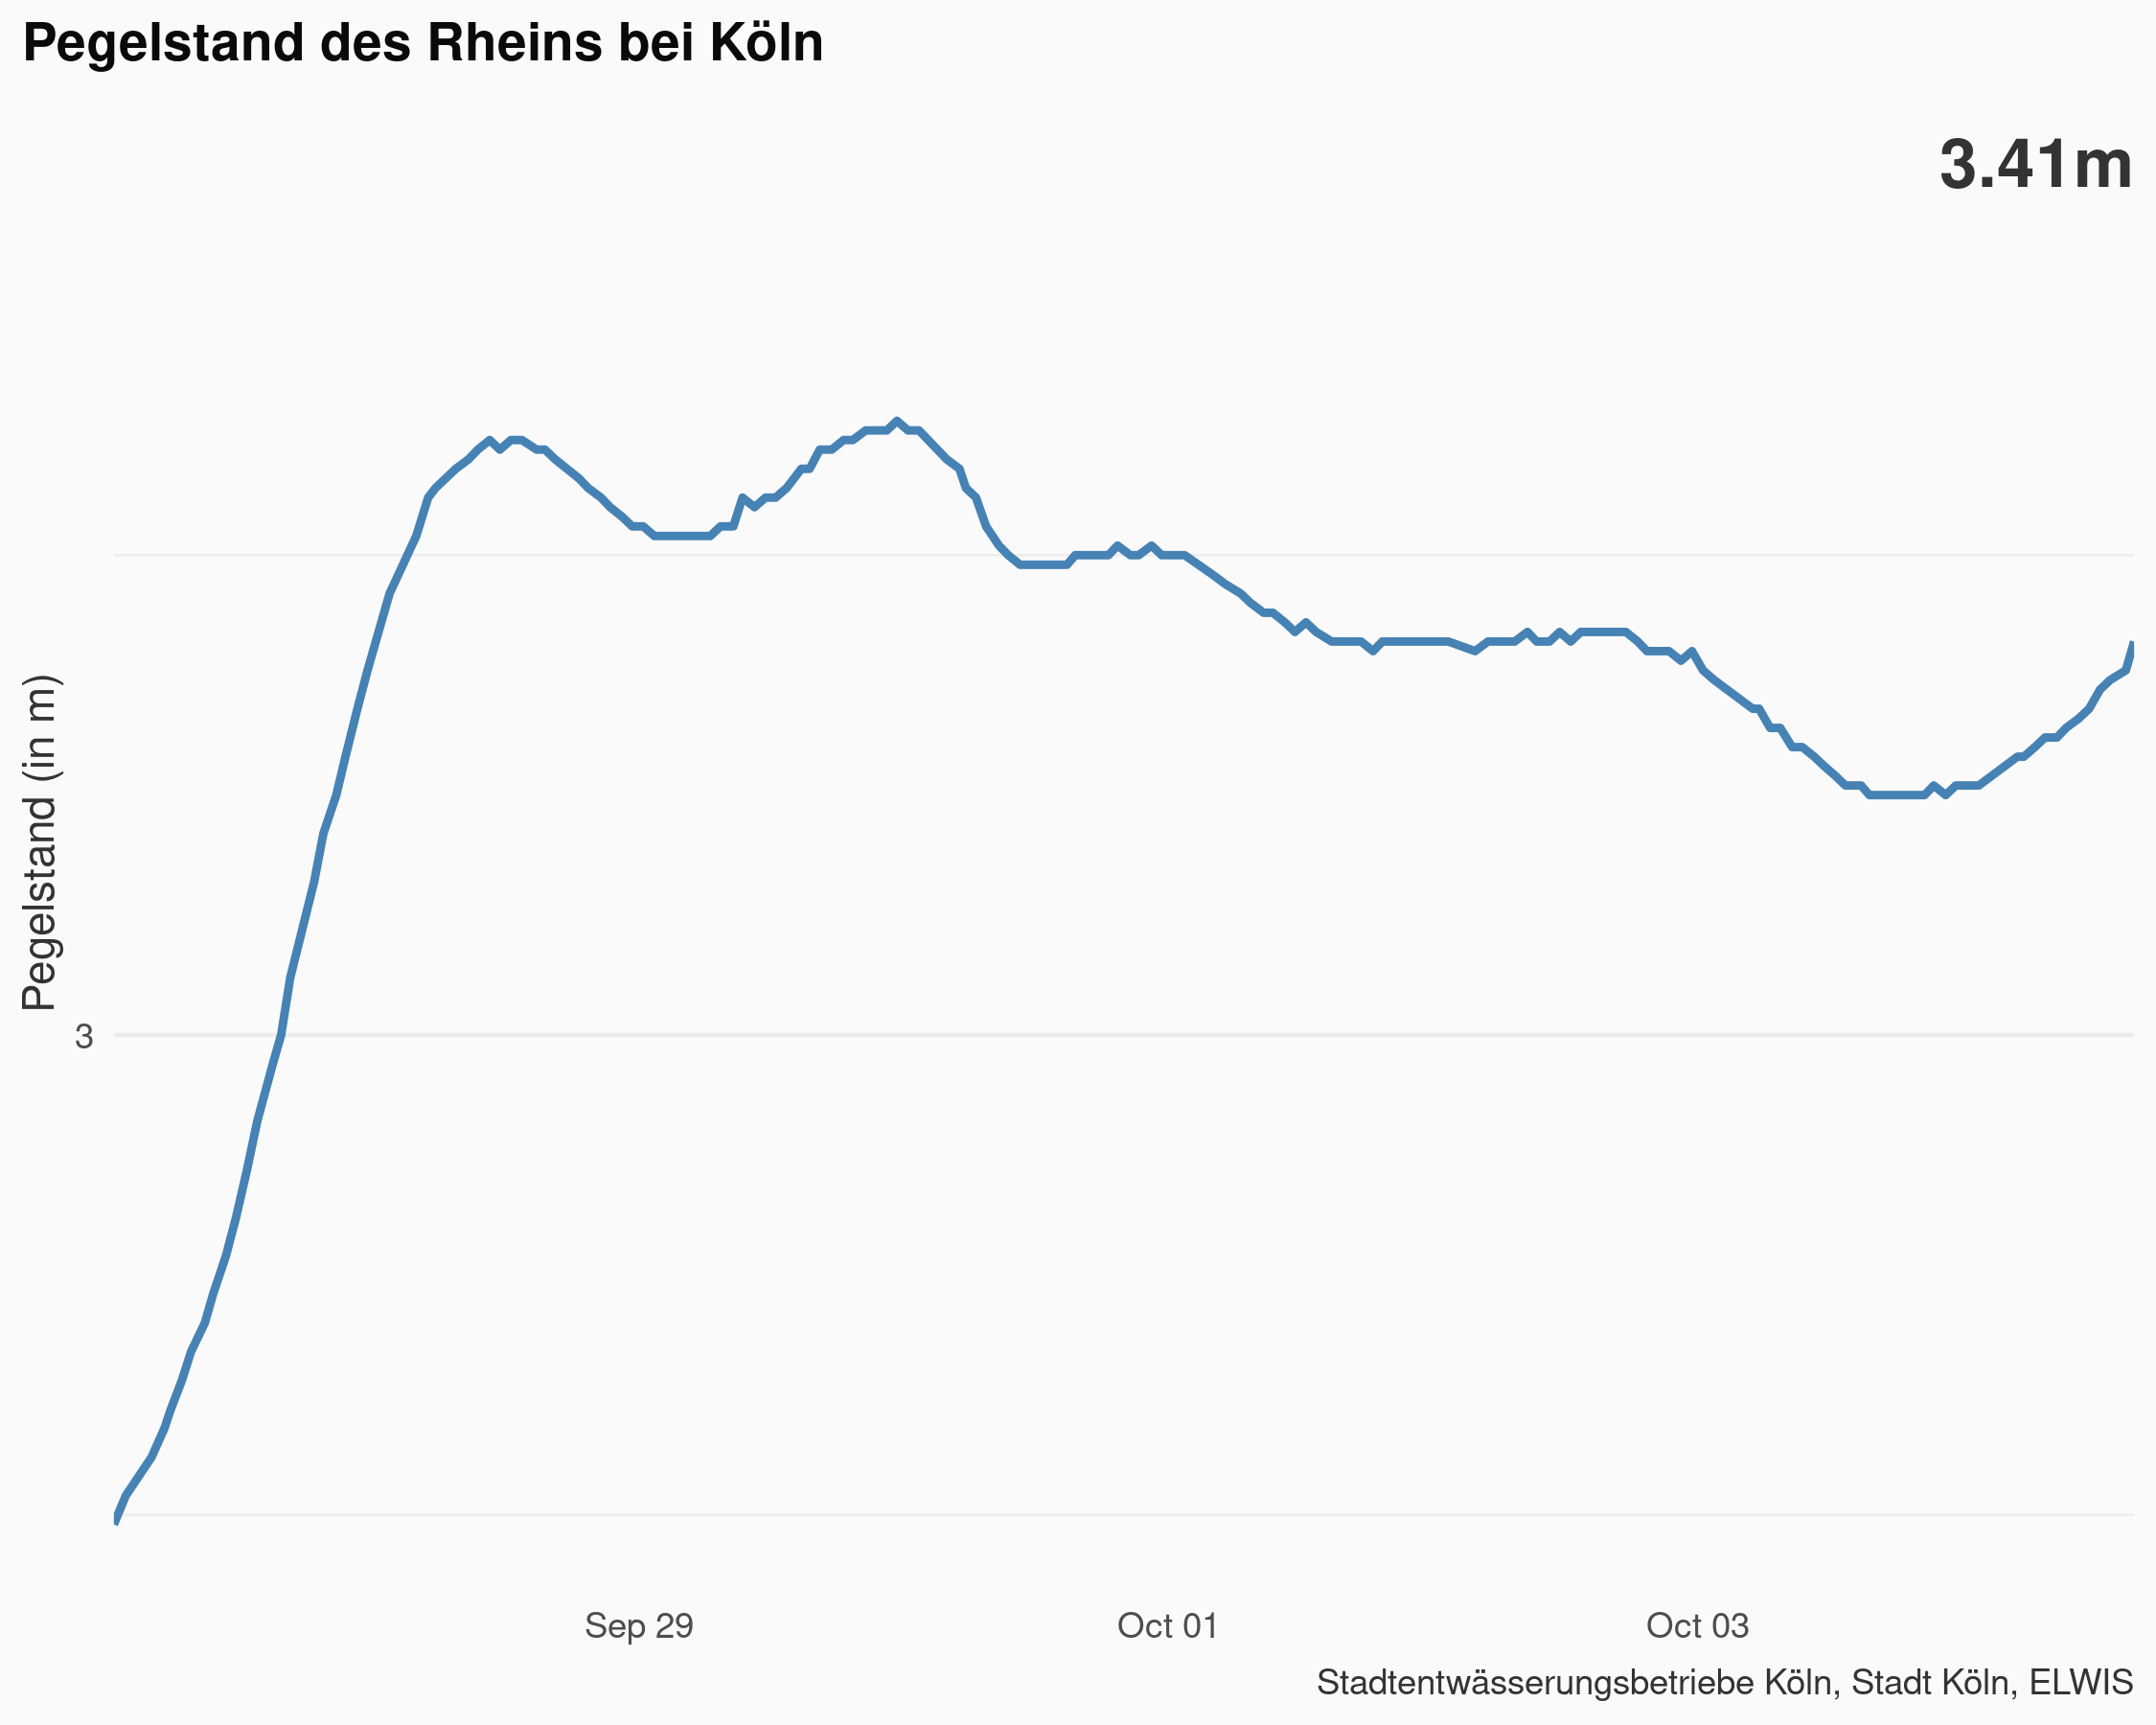 Pegelstand des Rheins bei Köln
3.41m
Pegelstand (in m)
3
Sep 29
Oct 01
Oct 03
Stadtentwässerungsbetriebe Köln, Stadt Köln, ELWIS